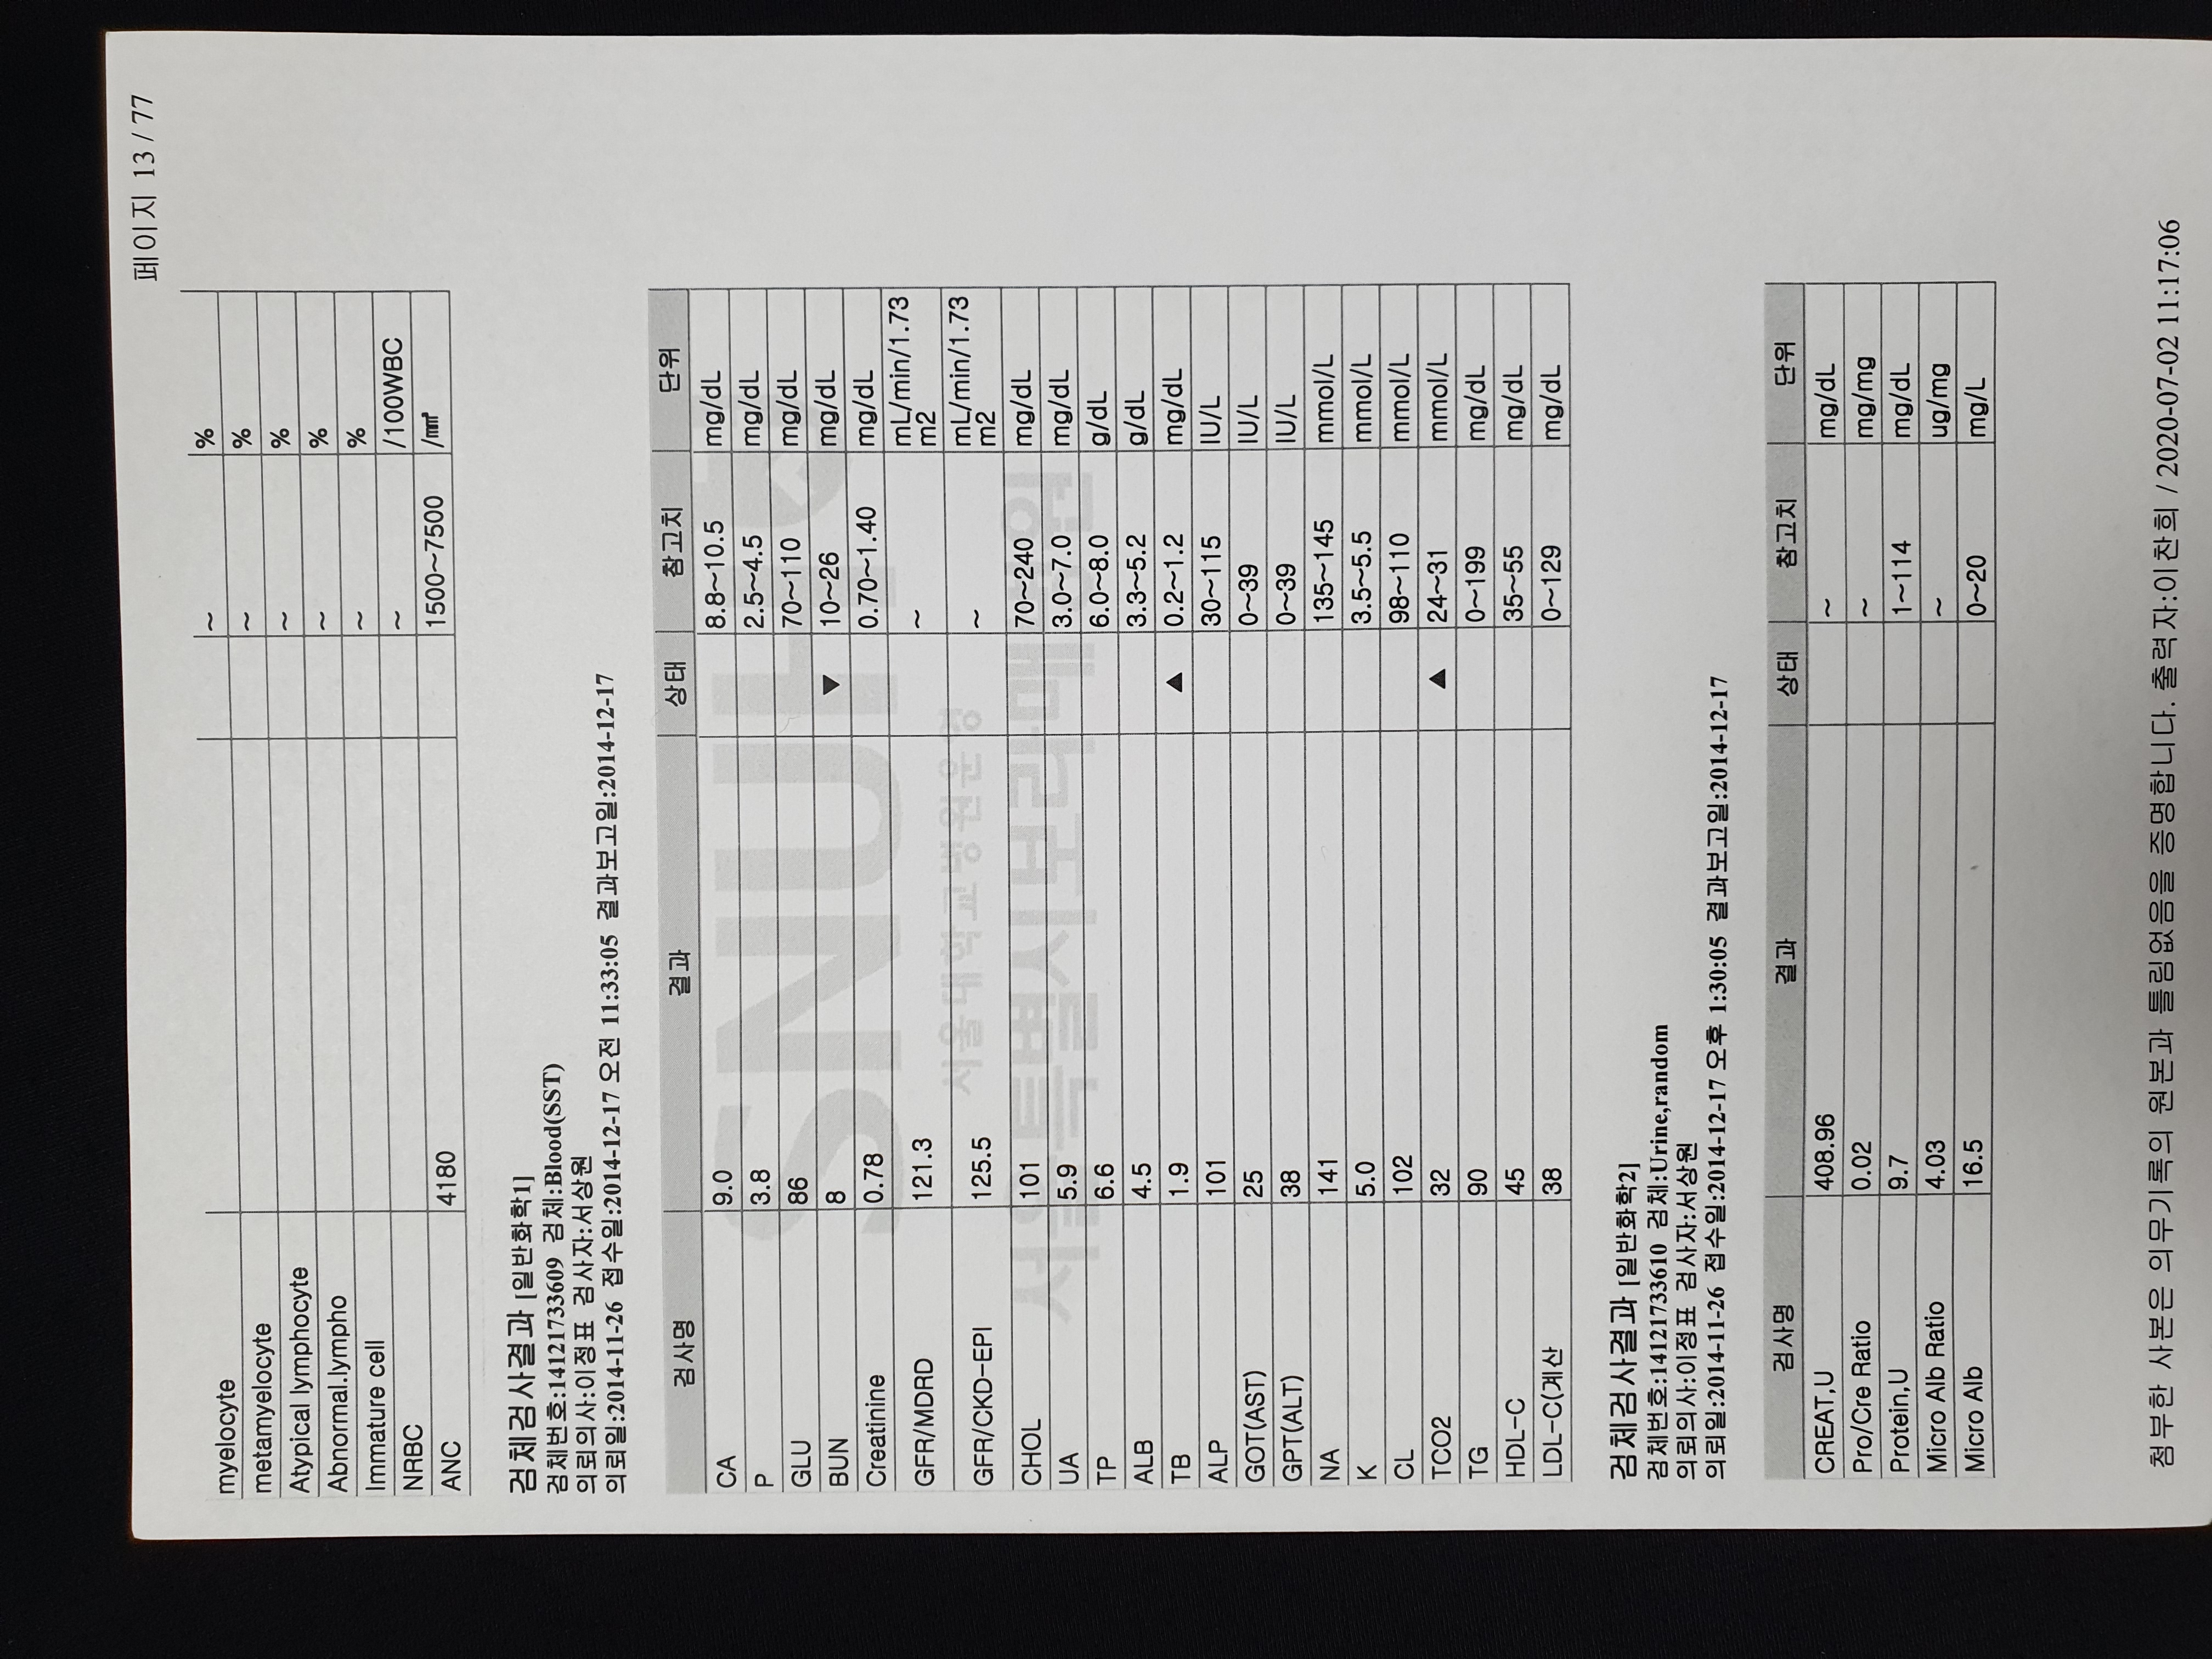 페이지 13 / 77
myelocyte ~ %
metamyelocyte ~ %
Atypical lymphocyte ~ %
Abnormal.lympho ~ %
Immature cell ~ %
NRBC ~ /100WBC
ANC 4180 1500~7500 /㎣
검체검사결과 [일반화학1]
검체번호:14121733609 검체:Blood(SST)
의뢰의사:이정표 검사자:서상원
의뢰일:2014-11-26 접수일:2014-12-17 오전 11:33:05 결과보고일:2014-12-17
검사명 결과 상태 참고치 단위
CA 9.0 8.8~10.5 mg/dL
P 3.8 2.5~4.5 mg/dL
GLU 86 70~110 mg/dL
BUN 8 ▼ 10~26 mg/dL
Creatinine 0.78 0.70~1.40 mg/dL
GFR/MDRD 121.3 ~ mL/min/1.73
m2
GFR/CKD-EPI 125.5 ~ mL/min/1.73
m2
CHOL 101 70~240 mg/dL
UA 5.9 3.0~7.0 mg/dL
TP 6.6 6.0~8.0 g/dL
ALB 4.5 3.3~5.2 g/dL
TB 1.9 ▲ 0.2~1.2 mg/dL
ALP 101 30~115 IU/L
GOT(AST) 25 0~39 IU/L
GPT(ALT) 38 0~39 IU/L
NA 141 135~145 mmol/L
K 5.0 3.5~5.5 mmol/L
CL 102 98~110 mmol/L
TCO2 32 ▲ 24~31 mmol/L
TG 90 0~199 mg/dL
HDL-C 45 35~55 mg/dL
LDL-C(계산 38 0~129 mg/dL
SNUH
서울대학교병원운영
서울특별시보라매병원
검체검사결과 [일반화학2]
검체번호:14121733610 검체:Urine,random
의뢰의사:이정표 검사자:서상원
의뢰일:2014-11-26 접수일:2014-12-17 오후 1:30:05 결과보고일:2014-12-17
검사명 결과 상태 참고치 단위
CREAT,U 408.96 ~ mg/dL
Pro/Cre Ratio 0.02 ~ mg/mg
Protein,U 9.7 1~114 mg/dL
Micro Alb Ratio 4.03 ~ ug/mg
Micro Alb 16.5 0~20 mg/L
첨부한 사본은 의무기록의 원본과 틀림없음을 증명합니다. 출력자:이찬희 / 2020-07-02 11:17:06